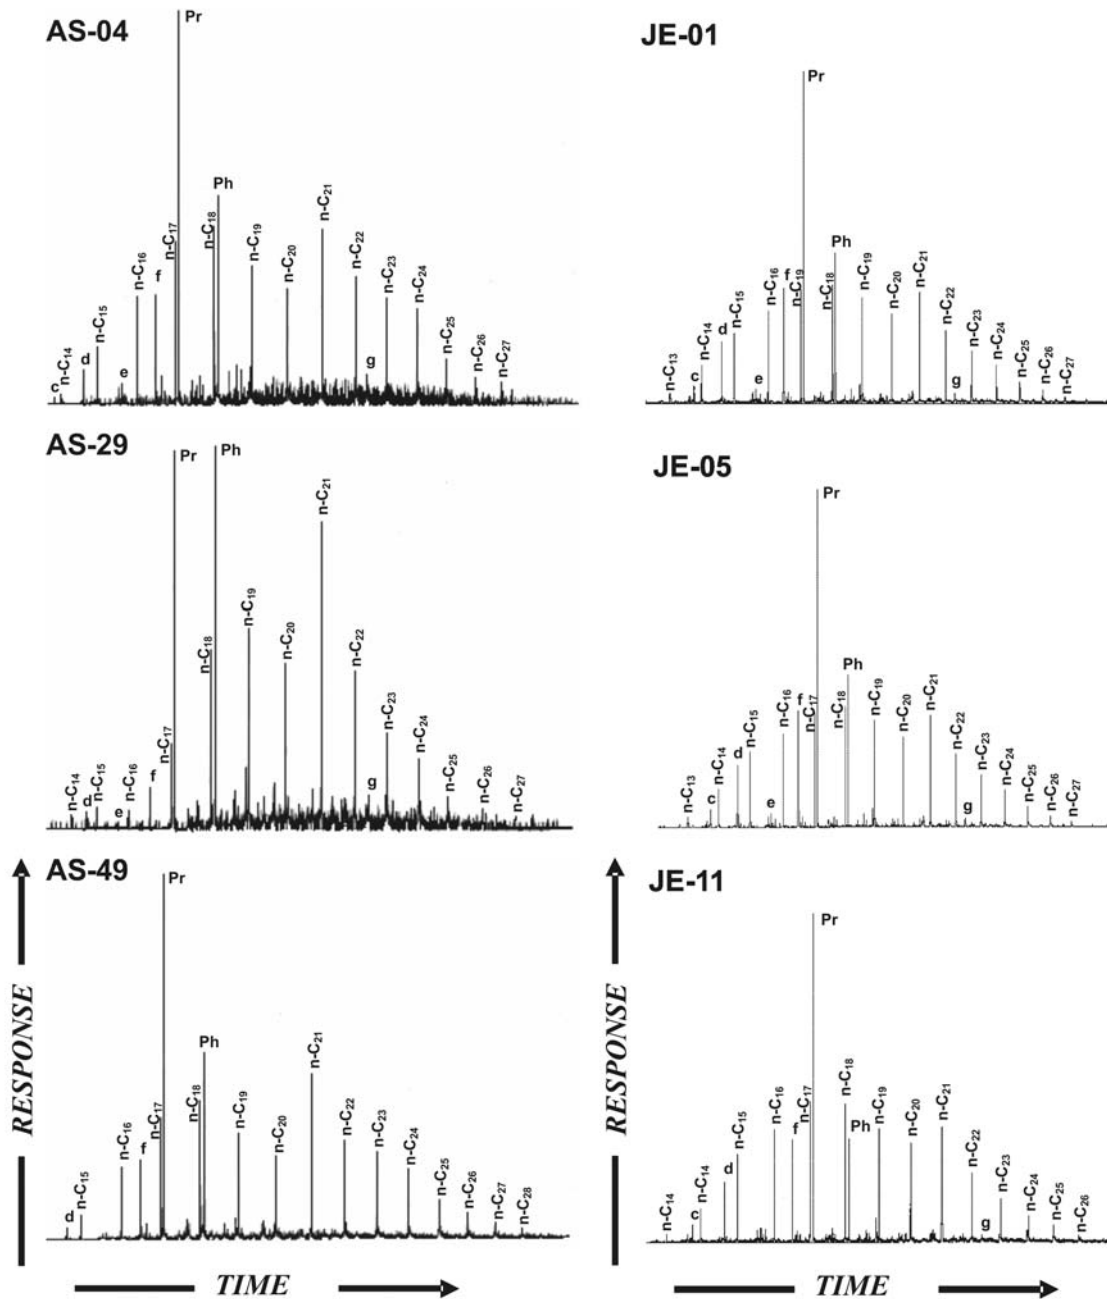 AS-04
Pr
Ph
c
n-C14
d
n-C15
e
n-C16
f
n-C17
n-C18
n-C19
n-C20
n-C21
n-C22
g
n-C23
n-C24
n-C25
n-C26
n-C27
JE-01
Pr
Ph
n-C13
c
n-C14
d
n-C15
e
n-C16
f
n-C19
n-C18
n-C19
n-C20
n-C21
n-C22
g
n-C23
n-C24
n-C25
n-C26
n-C27
AS-29
Pr
Ph
n-C14
d
n-C15
e
n-C16
f
n-C17
n-C18
n-C19
n-C20
n-C21
n-C22
g
n-C23
n-C24
n-C25
n-C26
n-C27
JE-05
Pr
Ph
n-C13
c
n-C14
d
n-C15
e
n-C16
f
n-C17
n-C18
n-C19
n-C20
n-C21
n-C22
g
n-C23
n-C24
n-C25
n-C26
n-C27
AS-49
Pr
Ph
d
n-C15
n-C16
f
n-C17
n-C18
n-C19
n-C20
n-C21
n-C22
n-C23
n-C24
n-C25
n-C26
n-C27
n-C28
RESPONSE
TIME
JE-11
Pr
Ph
n-C14
c
n-C14
d
n-C15
n-C16
f
n-C17
n-C18
n-C19
n-C20
n-C21
n-C22
g
n-C23
n-C24
n-C25
n-C26
RESPONSE
TIME